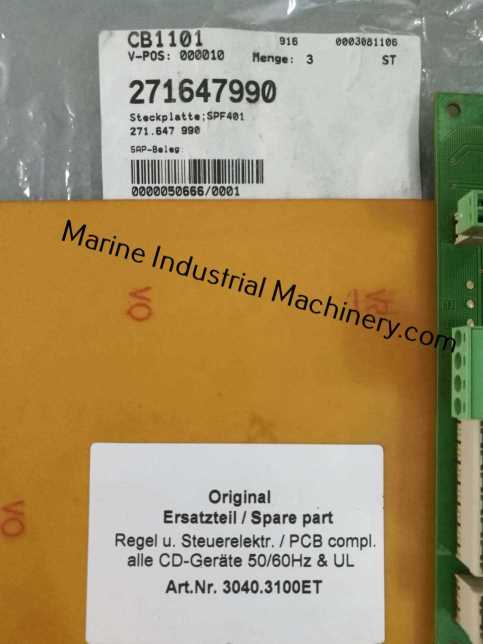 CB1101 916 0003081106
V-POS: 000010 Menge: 3 ST
271647990
Steckplatte;SPF401
271.647 990
SAP-Beleg:
0000050666/0001
Marine Industrial Machinery.com
VO
VO
Original
Ersatzteil / Spare part
Regel u. Steuerelektr. / PCB compl.
alle CD-Geräte 50/60Hz & UL
Art.Nr. 3040.3100ET